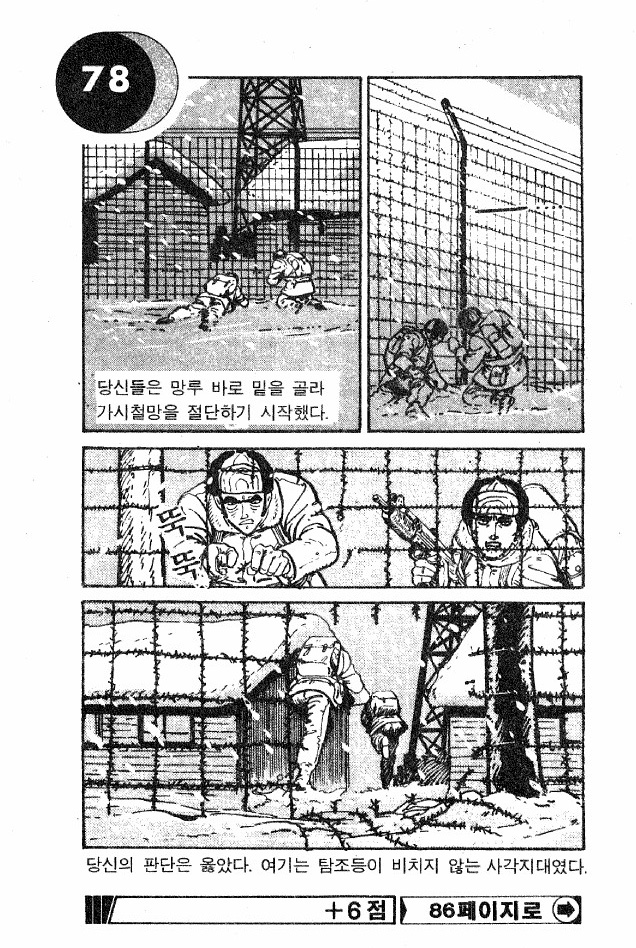 78
당신들은 망루 바로 밑을 골라
가시철망을 절단하기 시작했다.
뚝
뚝
당신의 판단은 옳았다. 여기는 탐조등이 비치지 않는 사각지대였다.
+6점
86페이지로